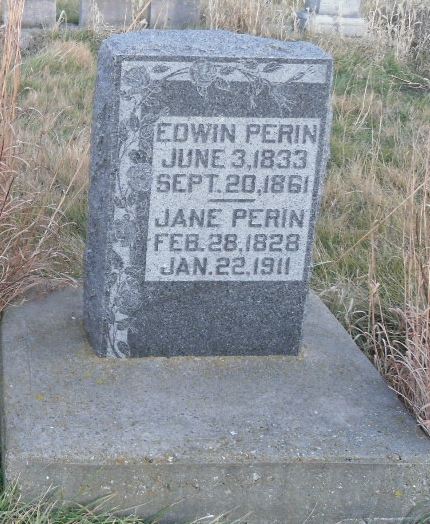 EDWIN PERIN
JUNE 3, 1833
SEPT. 20, 1861
JANE PERIN
FEB. 28, 1828
JAN. 22, 1911